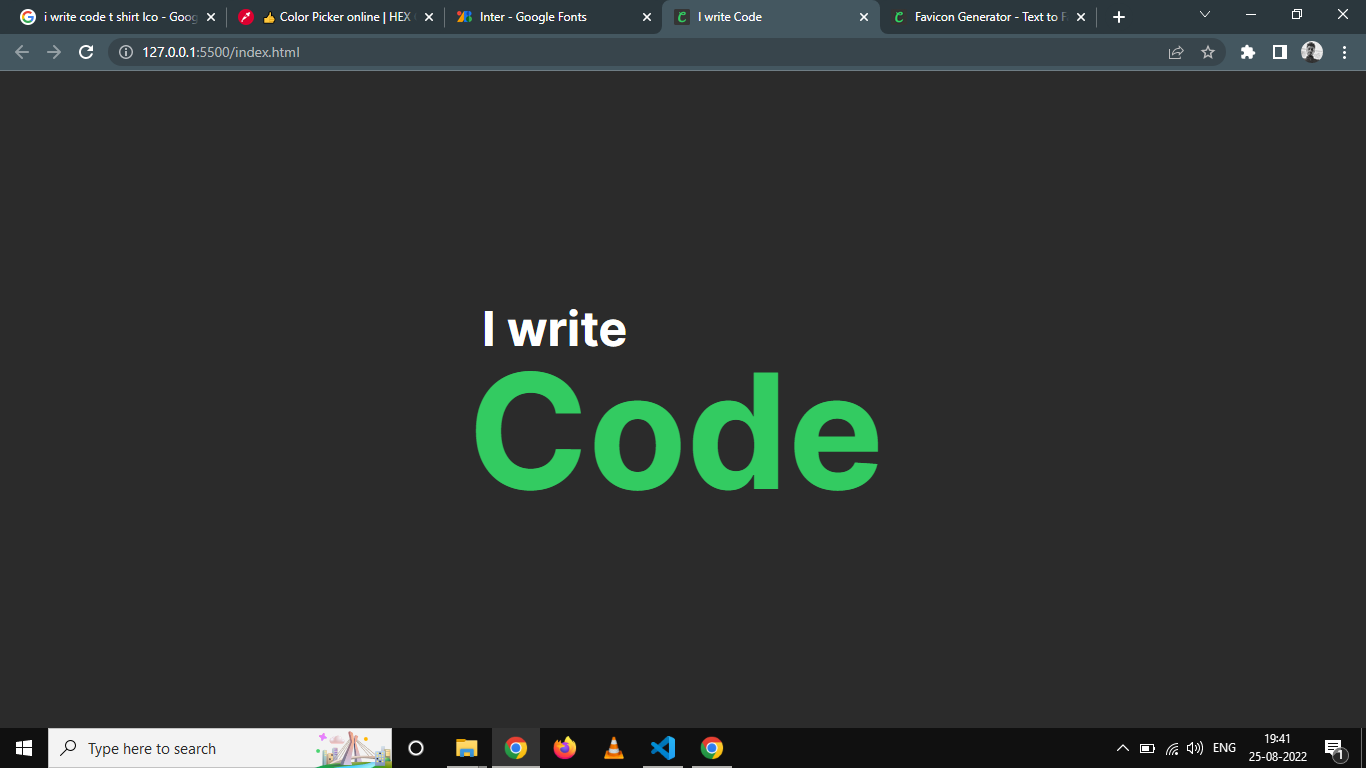 i write code t shirt Ico - Goog
👍 Color Picker online | HEX
Inter - Google Fonts
I write Code
Favicon Generator - Text to F
127.0.0.1:5500/index.html
I write
Code
Type here to search
ENG
19:41
25-08-2022
1